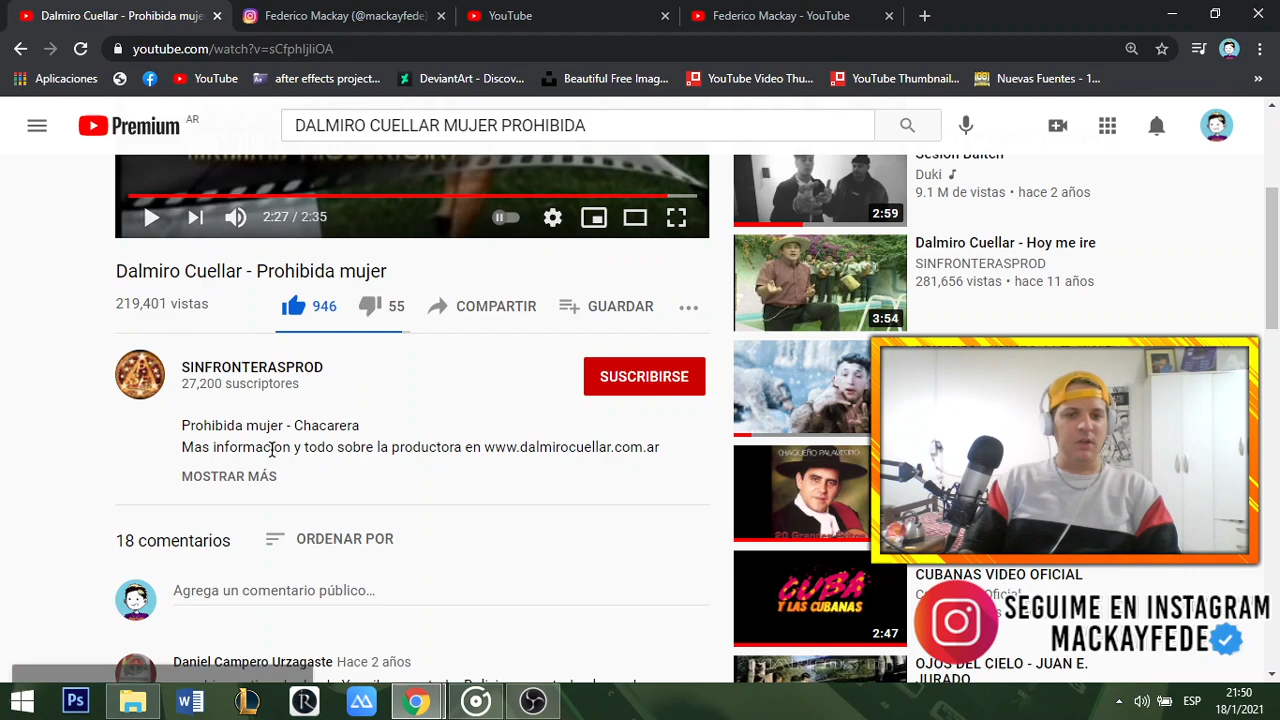 Dalmiro Cuellar - Prohibida muje
Federico Mackay (@mackayfede)
YouTube
Federico Mackay - YouTube
youtube.com/watch?v=sCfphIjliOA
Aplicaciones
YouTube
after effects project...
DeviantArt - Discov...
Beautiful Free Imag...
YouTube Video Thu...
YouTube Thumbnail...
Nuevas Fuentes - 1...
»
Premium AR
DALMIRO CUELLAR MUJER PROHIBIDA
2:27 / 2:35
Dalmiro Cuellar - Prohibida mujer
219,401 vistas
946
55
COMPARTIR
GUARDAR
SINFRONTERASPROD
27,200 suscriptores
SUSCRIBIRSE
Prohibida mujer - Chacarera
Mas informacion y todo sobre la productora en www.dalmirocuellar.com.ar
MOSTRAR MÁS
18 comentarios
ORDENAR POR
Agrega un comentario público...
Daniel Campero Urzagaste Hace 2 años
Duki
9.1 M de vistas • hace 2 años
2:59
Dalmiro Cuellar - Hoy me ire
SINFRONTERASPROD
281,656 vistas • hace 11 años
3:54
CHAQUEÑO PALAVECINO
20 Grandes
CUBANAS VIDEO OFICIAL
CUBA
Y LAS CUBANAS
2:47
OJOS DEL CIELO - JUAN E.
JURADO
SEGUIME EN INSTAGRAM
MACKAYFEDE
Ps
W
R
ESP
21:50
18/1/2021